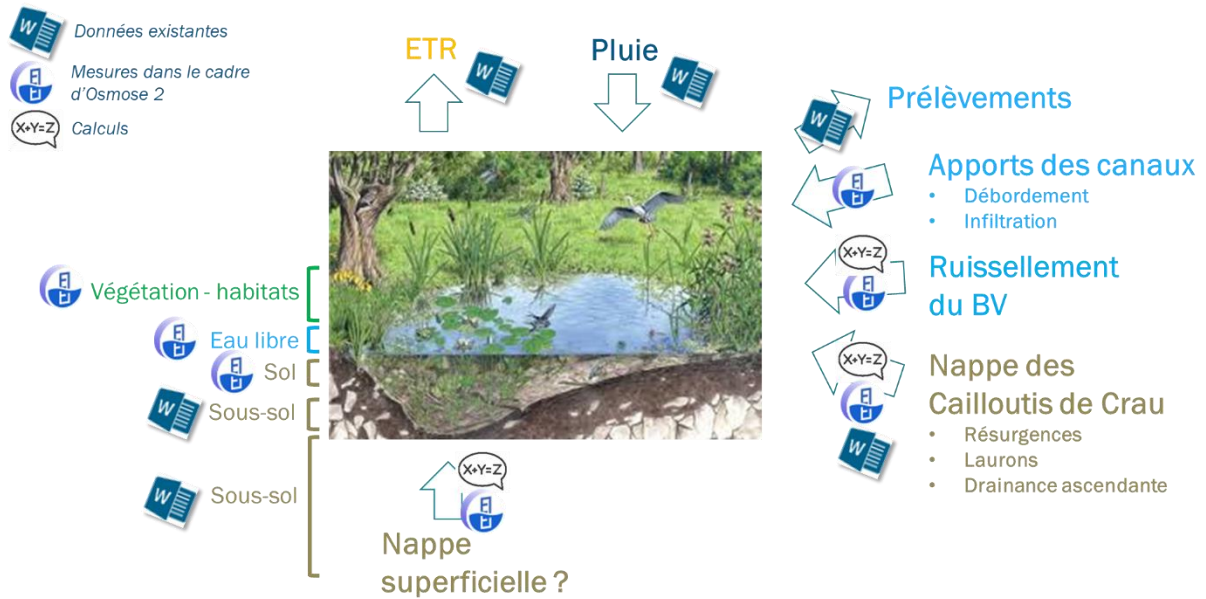 Données existantes
Mesures dans le cadre
d'Osmose 2
X+Y=Z
Calculs
ETR
Pluie
Prélèvements
Apports des canaux
• Débordement
• Infiltration
X+Y=Z
Ruissellement
du BV
X+Y=Z
Nappe des
Cailloutis de Crau
• Résurgences
• Laurons
• Drainance ascendante
Végétation - habitats
Eau libre
Sol
Sous-sol
Sous-sol
X+Y=Z
Nappe
superficielle ?